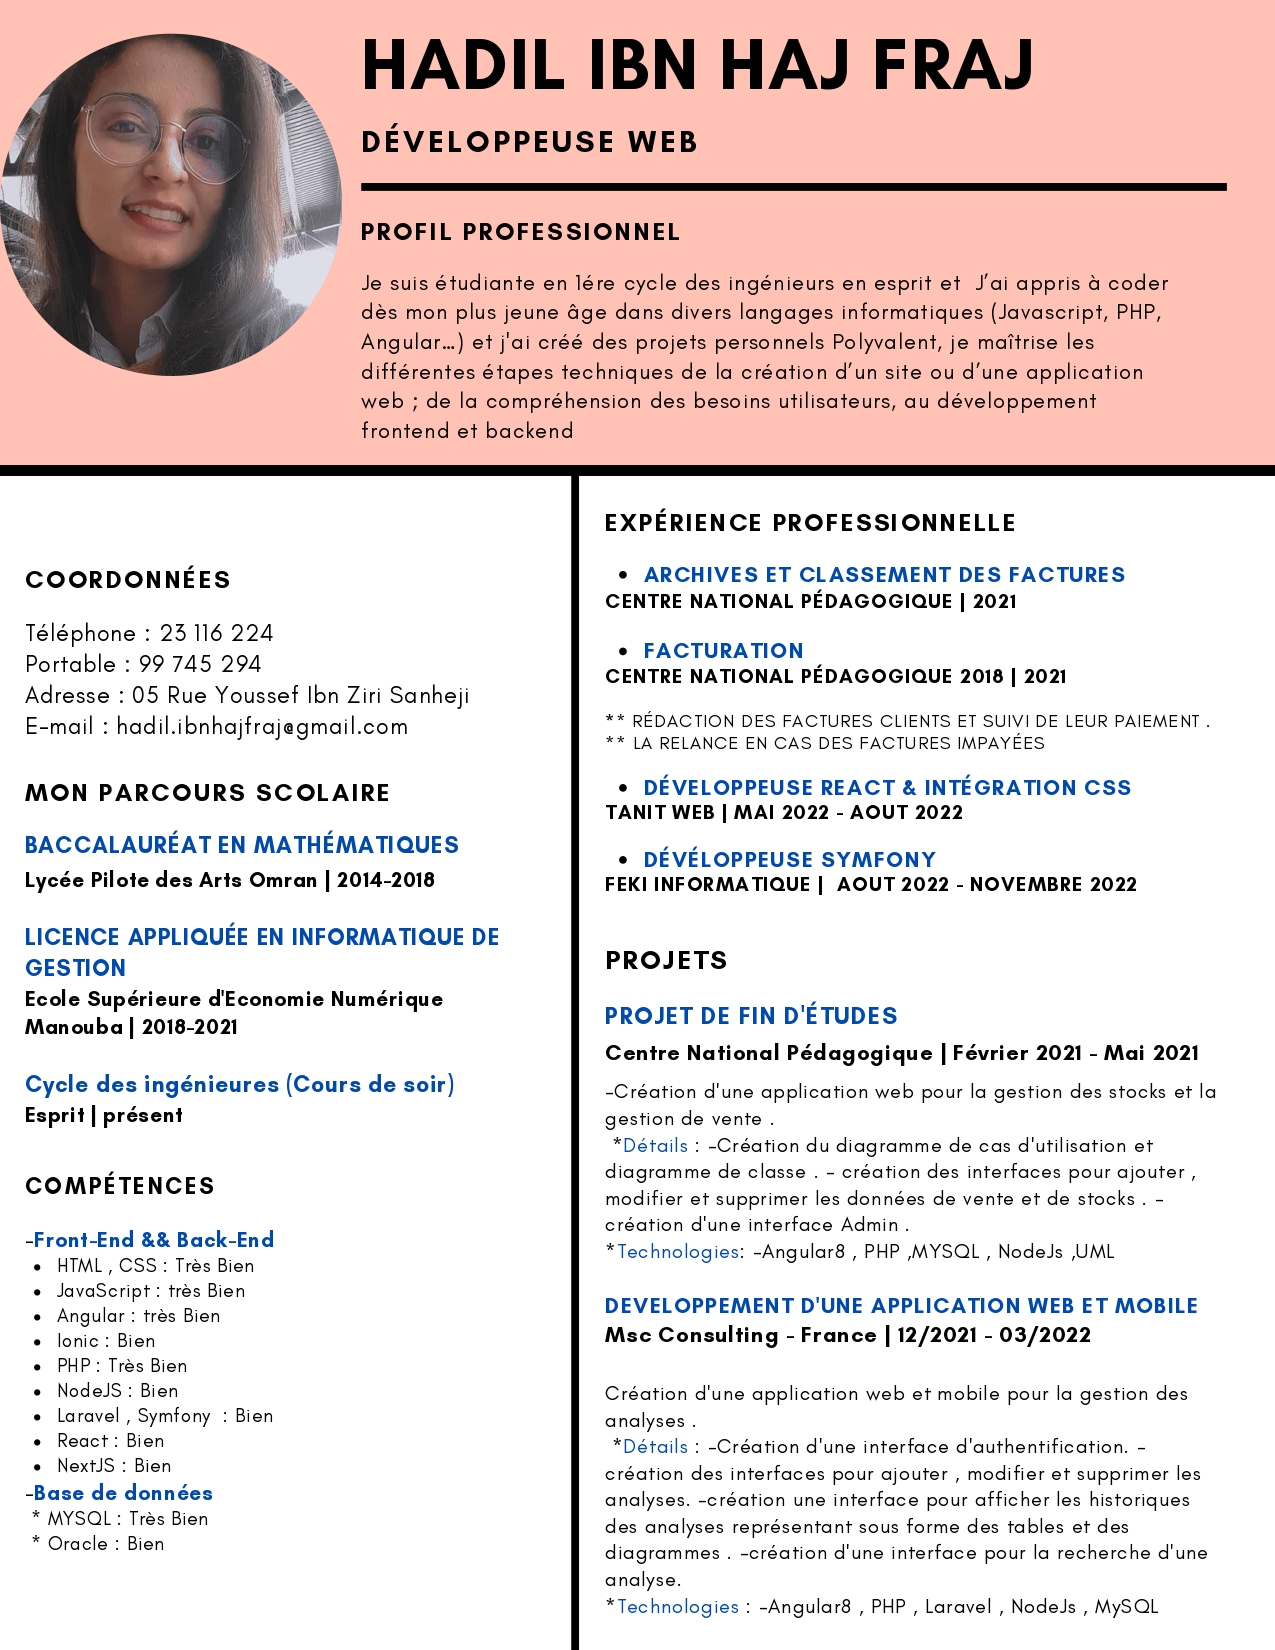 HADIL IBN HAJ FRAJ
DÉVELOPPEUSE WEB
PROFIL PROFESSIONNEL
Je suis étudiante en 1ére cycle des ingénieurs en esprit et  J’ai appris à coder
dès mon plus jeune âge dans divers langages informatiques (Javascript, PHP,
Angular...) et j'ai créé des projets personnels Polyvalent, je maîtrise les
différentes étapes techniques de la création d’un site ou d’une application
web ; de la compréhension des besoins utilisateurs, au développement
frontend et backend
COORDONNÉES
Téléphone : 23 116 224
Portable : 99 745 294
Adresse : 05 Rue Youssef Ibn Ziri Sanheji
E-mail : hadil.ibnhajfraj@gmail.com
MON PARCOURS SCOLAIRE
BACCALAURÉAT EN MATHÉMATIQUES
Lycée Pilote des Arts Omran | 2014-2018
LICENCE APPLIQUÉE EN INFORMATIQUE DE
GESTION
Ecole Supérieure d'Economie Numérique
Manouba | 2018-2021
Cycle des ingénieures (Cours de soir)
Esprit | présent
COMPÉTENCES
-Front-End && Back-End
• HTML , CSS : Très Bien
• JavaScript : très Bien
• Angular : très Bien
• Ionic : Bien
• PHP : Très Bien
• NodeJS : Bien
• Laravel , Symfony  : Bien
• React : Bien
• NextJS : Bien
-Base de données
* MYSQL : Très Bien
* Oracle : Bien
EXPÉRIENCE PROFESSIONNELLE
• ARCHIVES ET CLASSEMENT DES FACTURES
CENTRE NATIONAL PÉDAGOGIQUE | 2021
• FACTURATION
CENTRE NATIONAL PÉDAGOGIQUE 2018 | 2021
** RÉDACTION DES FACTURES CLIENTS ET SUIVI DE LEUR PAIEMENT .
** LA RELANCE EN CAS DES FACTURES IMPAYÉES
• DÉVELOPPEUSE REACT & INTÉGRATION CSS
TANIT WEB | MAI 2022 - AOUT 2022
• DÉVÉLOPPEUSE SYMFONY
FEKI INFORMATIQUE |  AOUT 2022 - NOVEMBRE 2022
PROJETS
PROJET DE FIN D'ÉTUDES
Centre National Pédagogique | Février 2021 - Mai 2021
-Création d'une application web pour la gestion des stocks et la
gestion de vente .
*Détails : -Création du diagramme de cas d'utilisation et
diagramme de classe . - création des interfaces pour ajouter ,
modifier et supprimer les données de vente et de stocks . -
création d'une interface Admin .
*Technologies: -Angular8 , PHP ,MYSQL , NodeJs ,UML
DEVELOPPEMENT D'UNE APPLICATION WEB ET MOBILE
Msc Consulting - France | 12/2021 - 03/2022
Création d'une application web et mobile pour la gestion des
analyses .
*Détails : -Création d'une interface d'authentification. -
création des interfaces pour ajouter , modifier et supprimer les
analyses. -création une interface pour afficher les historiques
des analyses représentant sous forme des tables et des
diagrammes . -création d'une interface pour la recherche d'une
analyse.
*Technologies : -Angular8 , PHP , Laravel , NodeJs , MySQL